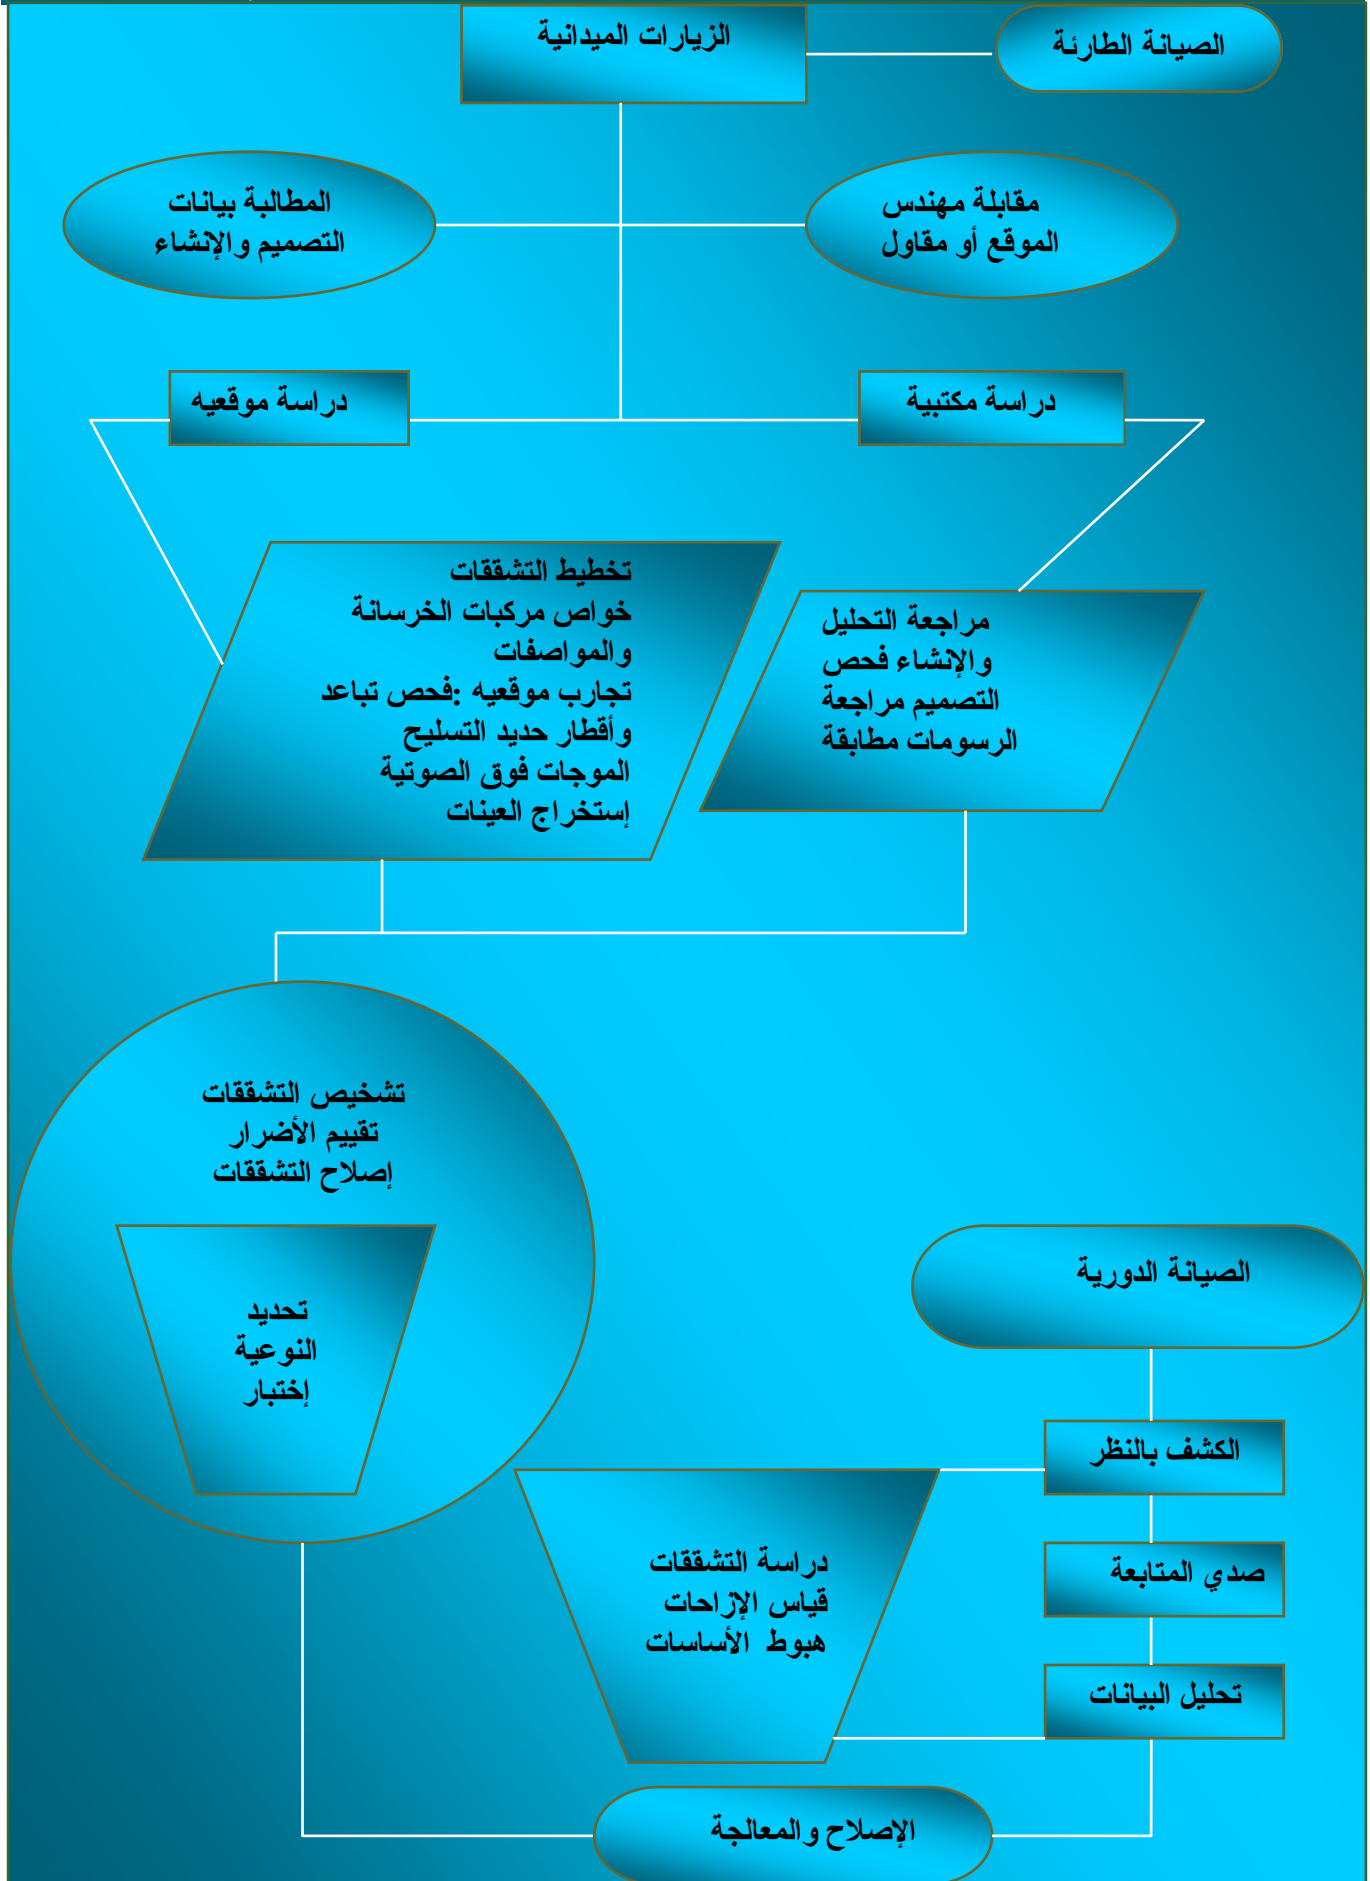 الصيانة الطارئة
الزيارات الميدانية
مقابلة مهندس
الموقع أو مقاول
المطالبة بيانات
التصميم والإنشاء
دراسة مكتبية
دراسة موقعيه
مراجعة التحليل
والإنشاء فحص
التصميم مراجعة
الرسومات مطابقة
تخطيط التشققات
خواص مركبات الخرسانة
والمواصفات
تجارب موقعيه :فحص تباعد
وأقطار حديد التسليح
الموجات فوق الصوتية
إستخراج العينات
تشخيص التشققات
تقييم الأضرار
إصلاح التشققات
تحديد
النوعية
إختبار
الصيانة الدورية
الكشف بالنظر
صدي المتابعة
تحليل البيانات
دراسة التشققات
قياس الإزاحات
هبوط الأساسات
الإصلاح والمعالجة